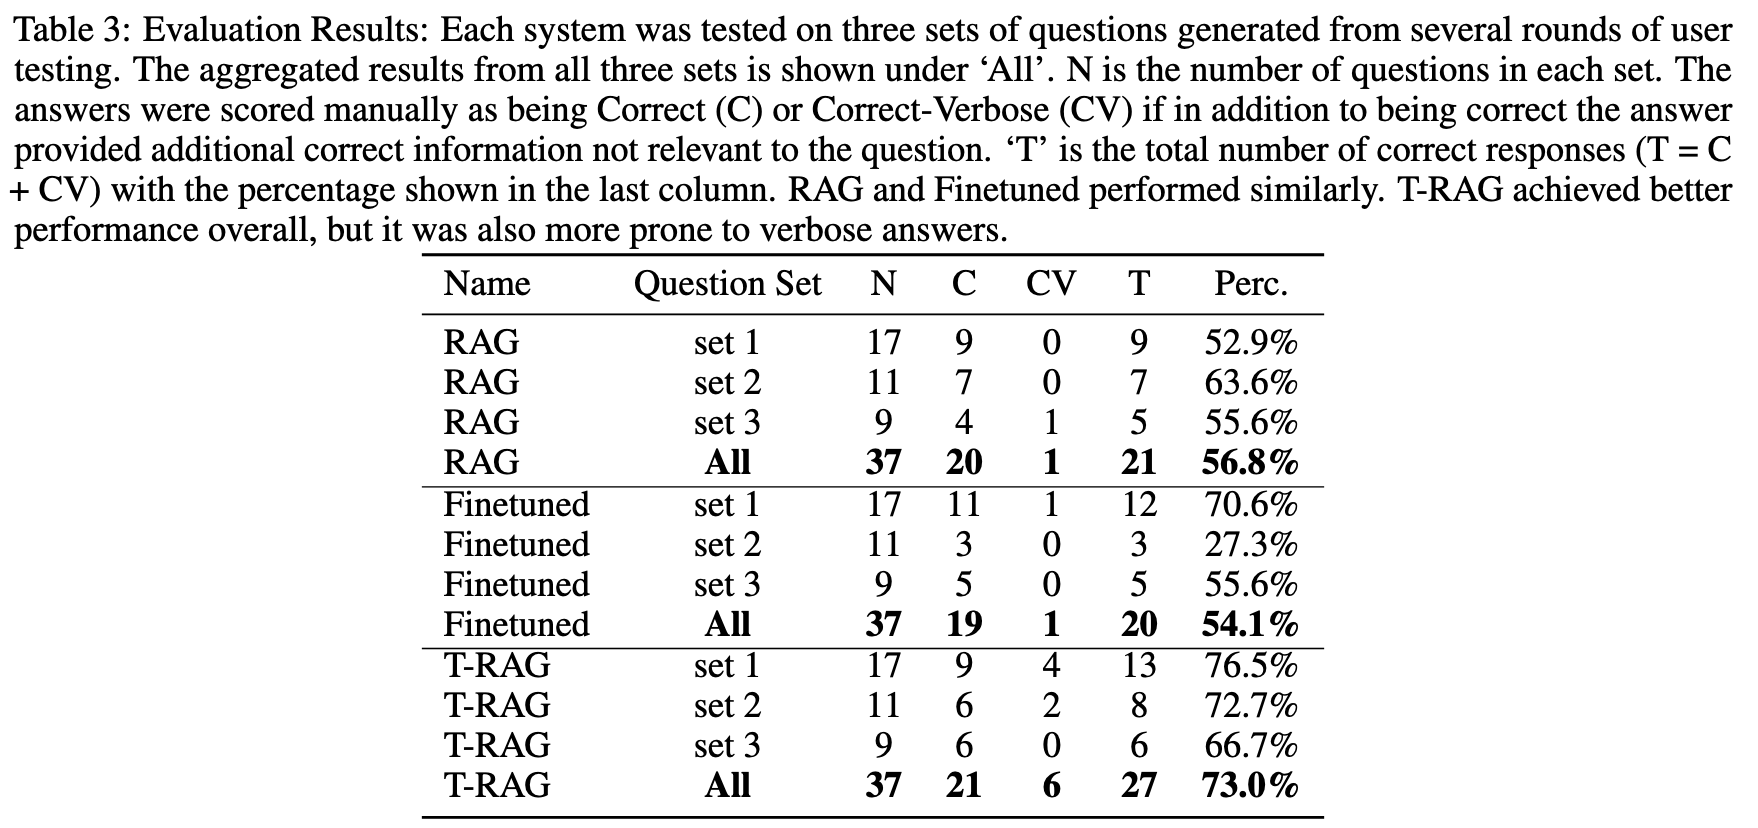 Table 3: Evaluation Results: Each system was tested on three sets of questions generated from several rounds of user
testing. The aggregated results from all three sets is shown under ‘All’. N is the number of questions in each set. The
answers were scored manually as being Correct (C) or Correct-Verbose (CV) if in addition to being correct the answer
provided additional correct information not relevant to the question. ‘T’ is the total number of correct responses (T = C
+ CV) with the percentage shown in the last column. RAG and Finetuned performed similarly. T-RAG achieved better
performance overall, but it was also more prone to verbose answers.
Name Question Set N C CV T Perc.
RAG set 1 17 9 0 9 52.9%
RAG set 2 11 7 0 7 63.6%
RAG set 3 9 4 1 5 55.6%
RAG All 37 20 1 21 56.8%
Finetuned set 1 17 11 1 12 70.6%
Finetuned set 2 11 3 0 3 27.3%
Finetuned set 3 9 5 0 5 55.6%
Finetuned All 37 19 1 20 54.1%
T-RAG set 1 17 9 4 13 76.5%
T-RAG set 2 11 6 2 8 72.7%
T-RAG set 3 9 6 0 6 66.7%
T-RAG All 37 21 6 27 73.0%